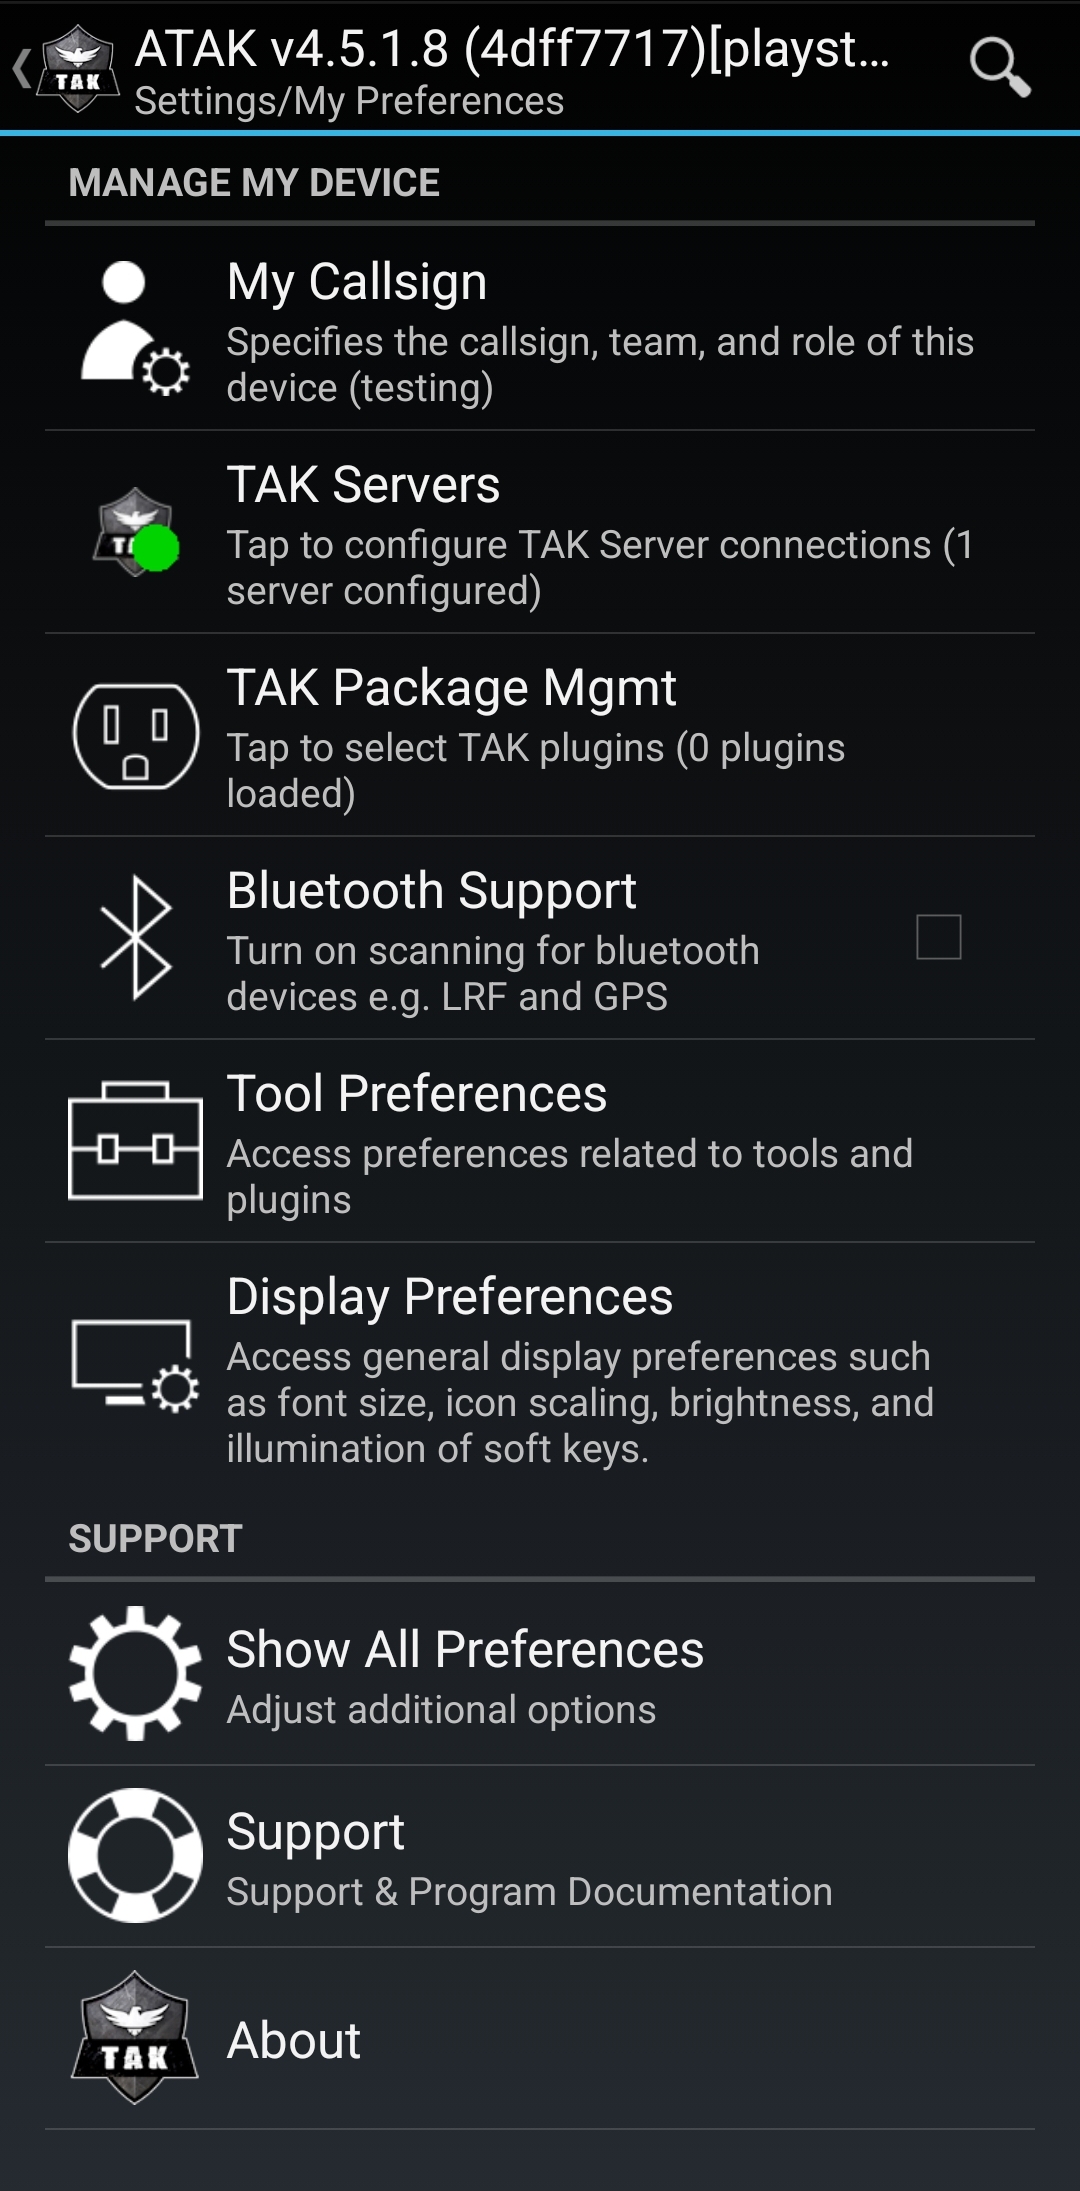 ATAK v4.5.1.8 (4dff7717)[playst...
Settings/My Preferences
MANAGE MY DEVICE
My Callsign
Specifies the callsign, team, and role of this
device (testing)
TAK Servers
Tap to configure TAK Server connections (1
server configured)
TAK Package Mgmt
Tap to select TAK plugins (0 plugins
loaded)
Bluetooth Support
Turn on scanning for bluetooth
devices e.g. LRF and GPS
Tool Preferences
Access preferences related to tools and
plugins
Display Preferences
Access general display preferences such
as font size, icon scaling, brightness, and
illumination of soft keys.
SUPPORT
Show All Preferences
Adjust additional options
Support
Support & Program Documentation
TAK
About